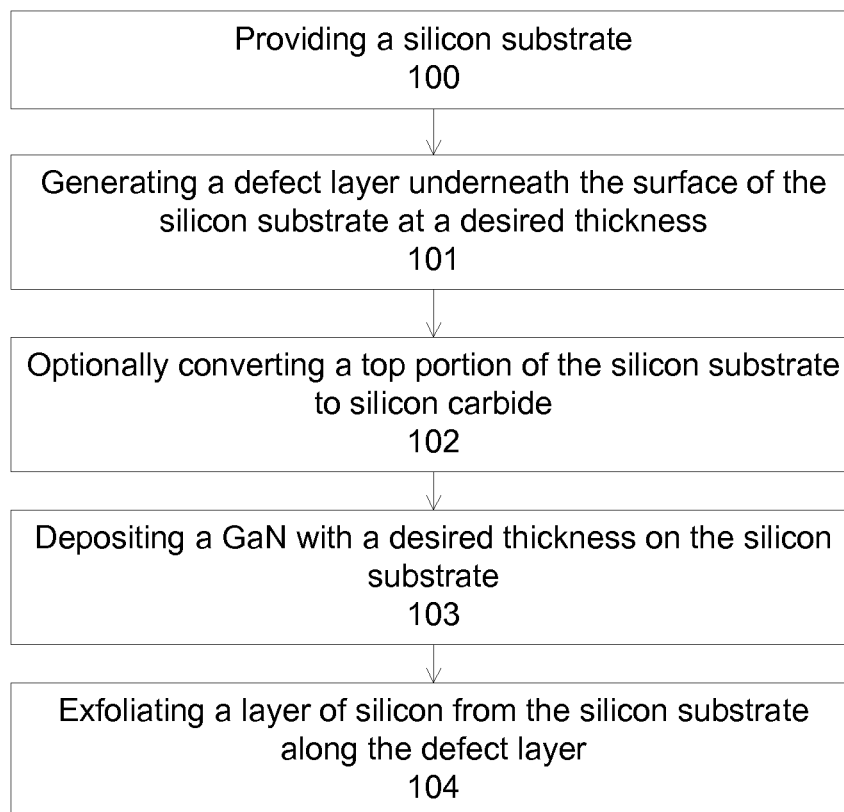 Providing a silicon substrate
100
Generating a defect layer underneath the surface of the
silicon substrate at a desired thickness
101
Optionally converting a top portion of the silicon substrate
to silicon carbide
102
Depositing a GaN with a desired thickness on the silicon
substrate
103
Exfoliating a layer of silicon from the silicon substrate
along the defect layer
104